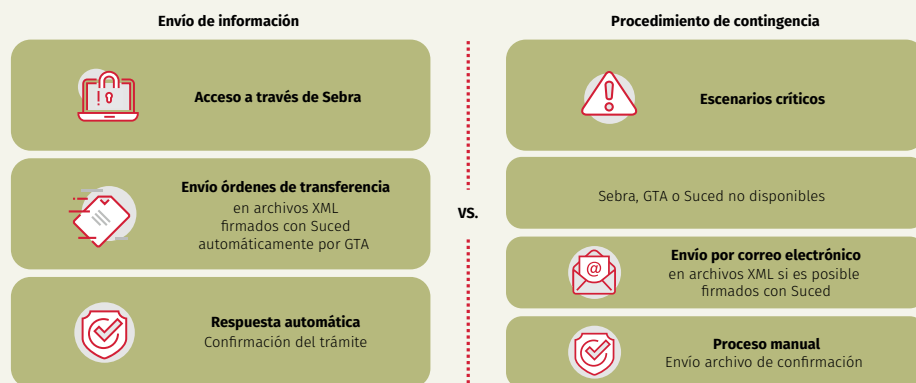 Envío de información
Acceso a través de Sebra
Envío órdenes de transferencia
en archivos XML
firmados con Suced
automáticamente por GTA
Respuesta automática
Confirmación del trámite
VS.
Procedimiento de contingencia
Escenarios críticos
Sebra, GTA o Suced no disponibles
Envío por correo electrónico
en archivos XML si es posible
firmados con Suced
Proceso manual
Envío archivo de confirmación